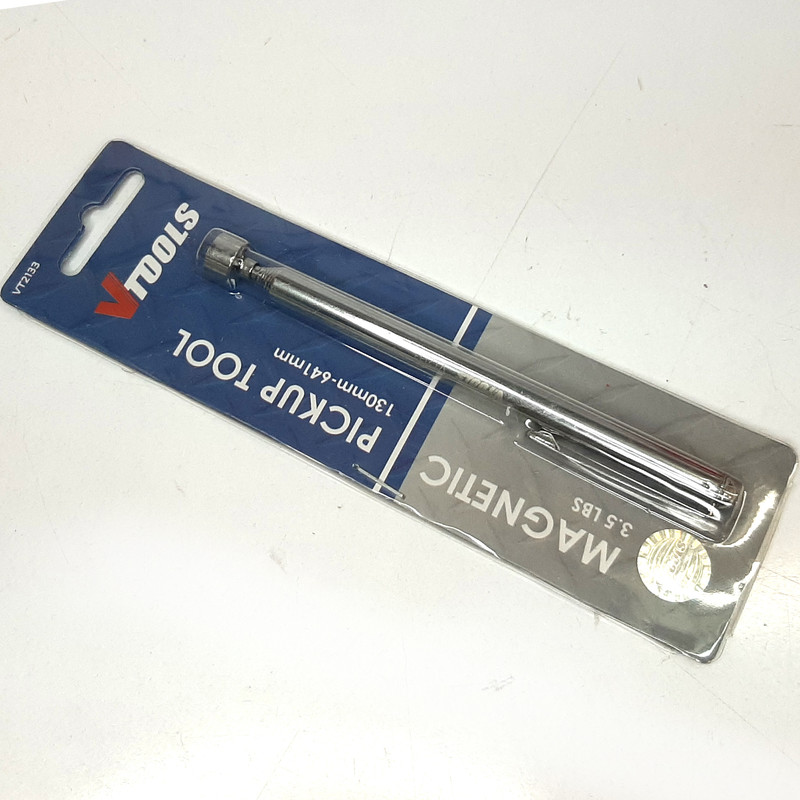 VT2133
VTOOLS
MAGNETIC
3.5 LBS
PICKUP TOOL
130mm-641mm